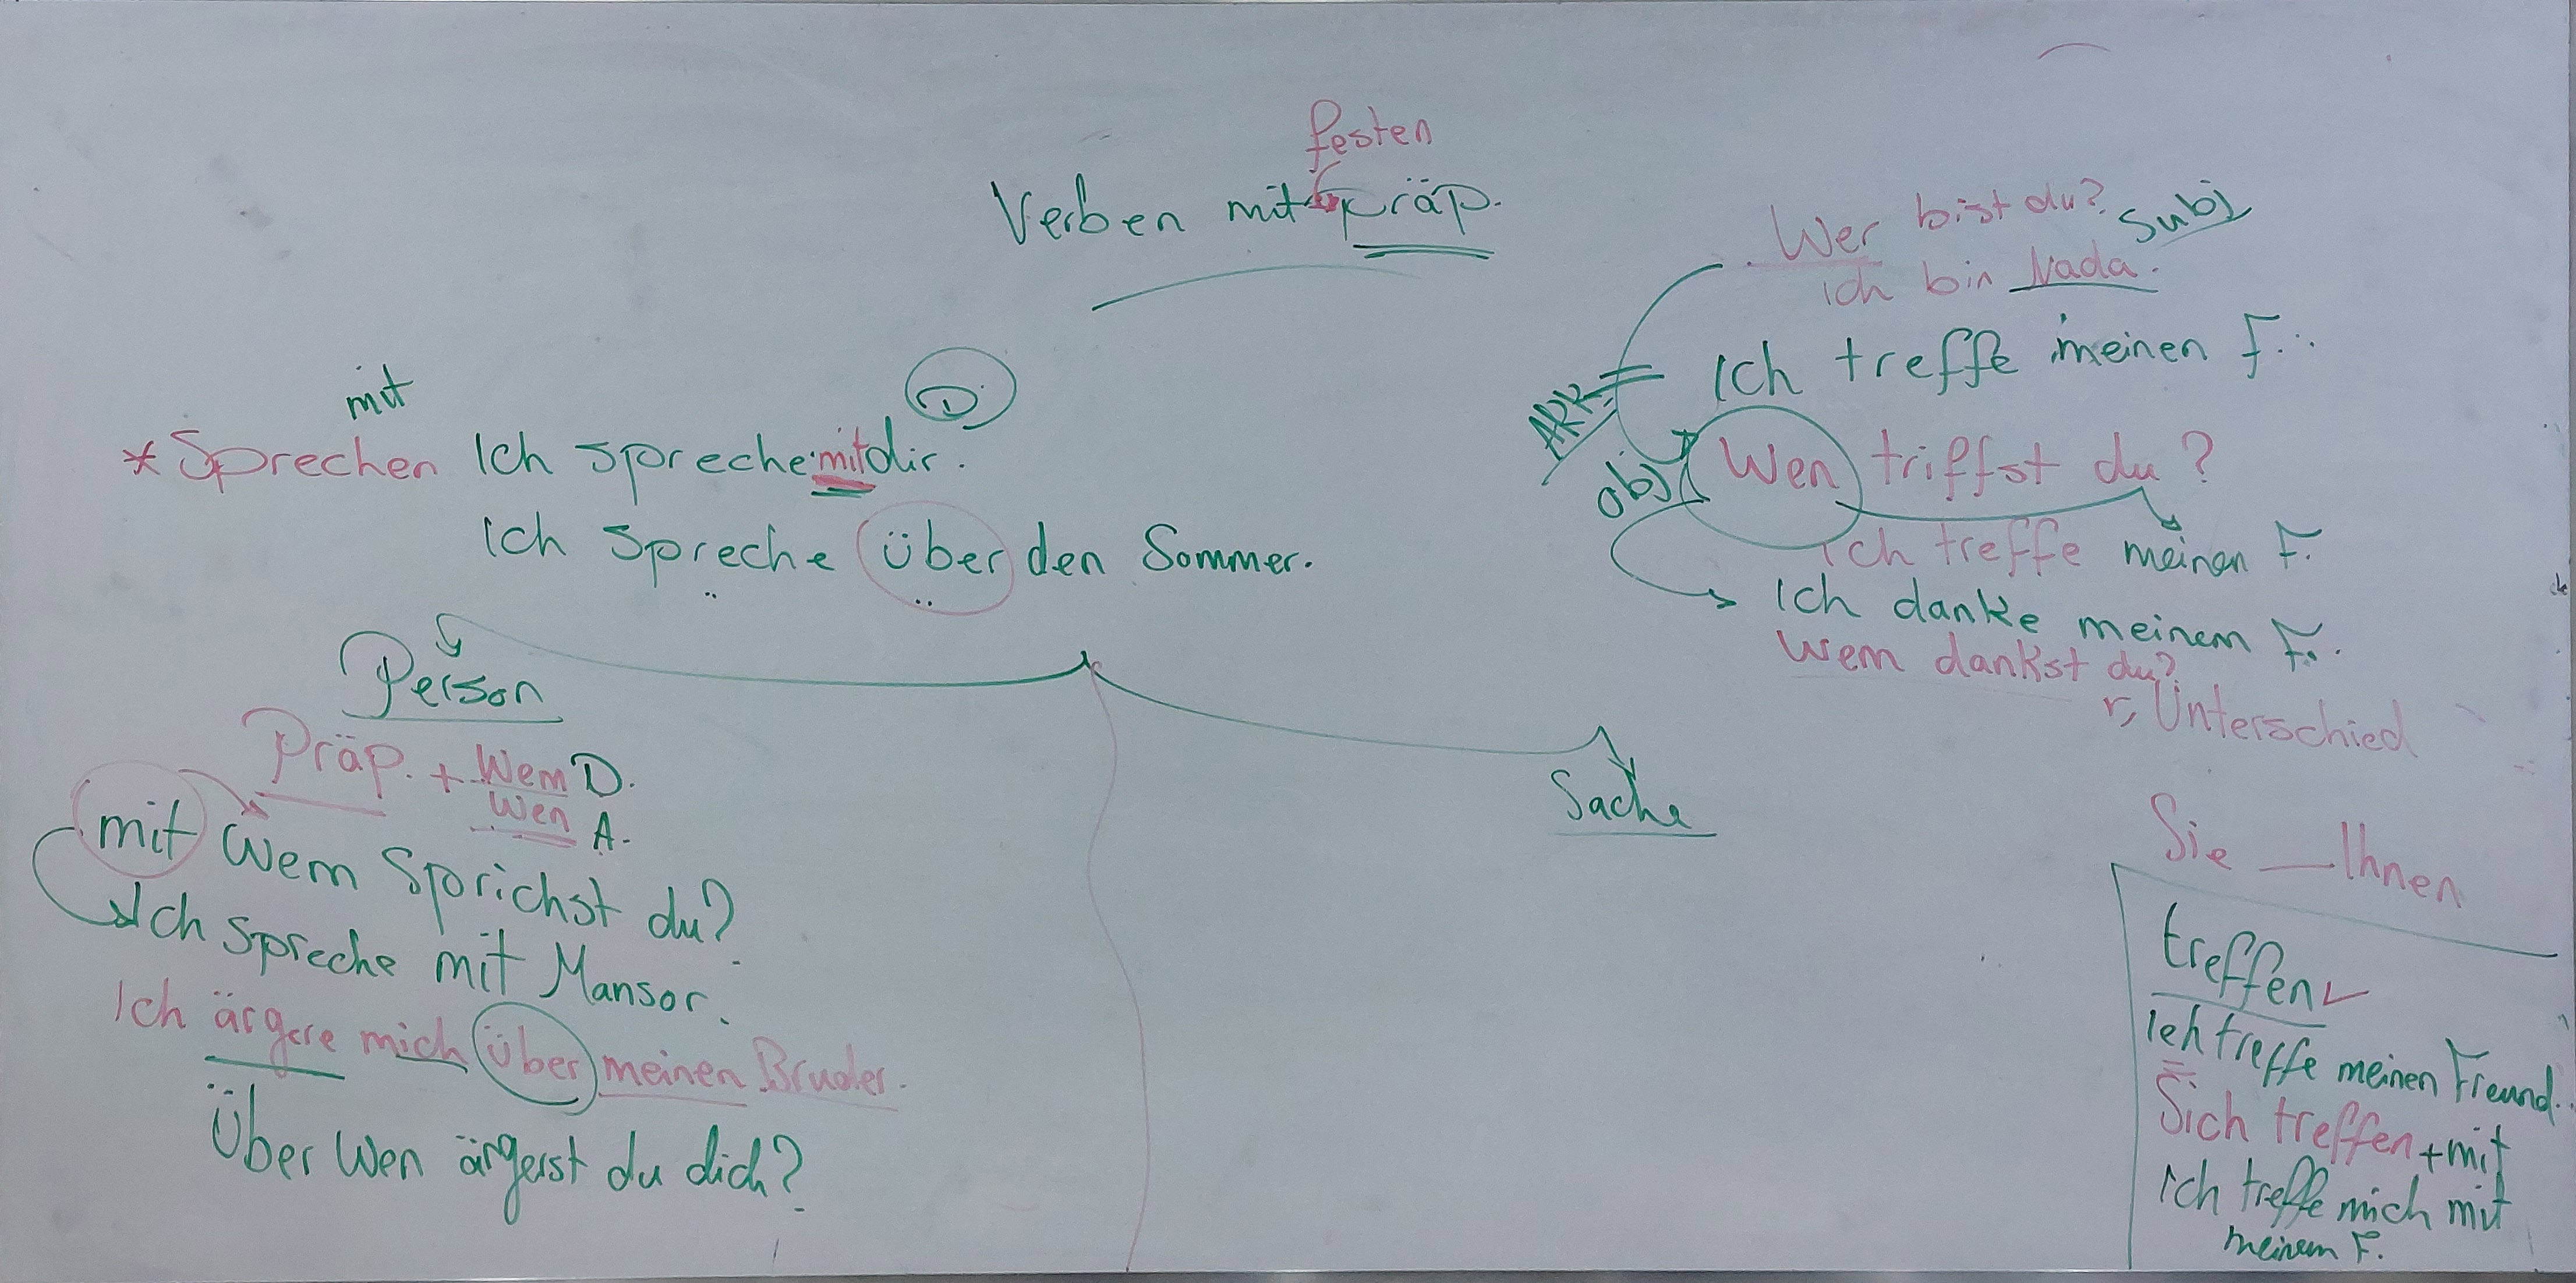 festen
Verben mit präp.
Wer bist du? Subj
ich bin Nada.
Ich treffe meinen F..
AKK
obj Wen triffst du?
ich treffe meinen F.
Ich danke meinem F.
Wem dankst du?
r, Unterschied
mit
D
* Sprechen Ich spreche mit dir.
Ich spreche über den Sommer.
Person
Präp. + Wem D.
Wen A.
mit Wem sprichst du?
Ich spreche mit Mansor.
Ich ärgere mich über meinen Bruder.
Über Wen ärgerst du dich?
Sache
Sie — Ihnen
treffen
Ich treffe meinen Freund.
Sich treffen + mit
Ich treffe mich mit
meinem F.